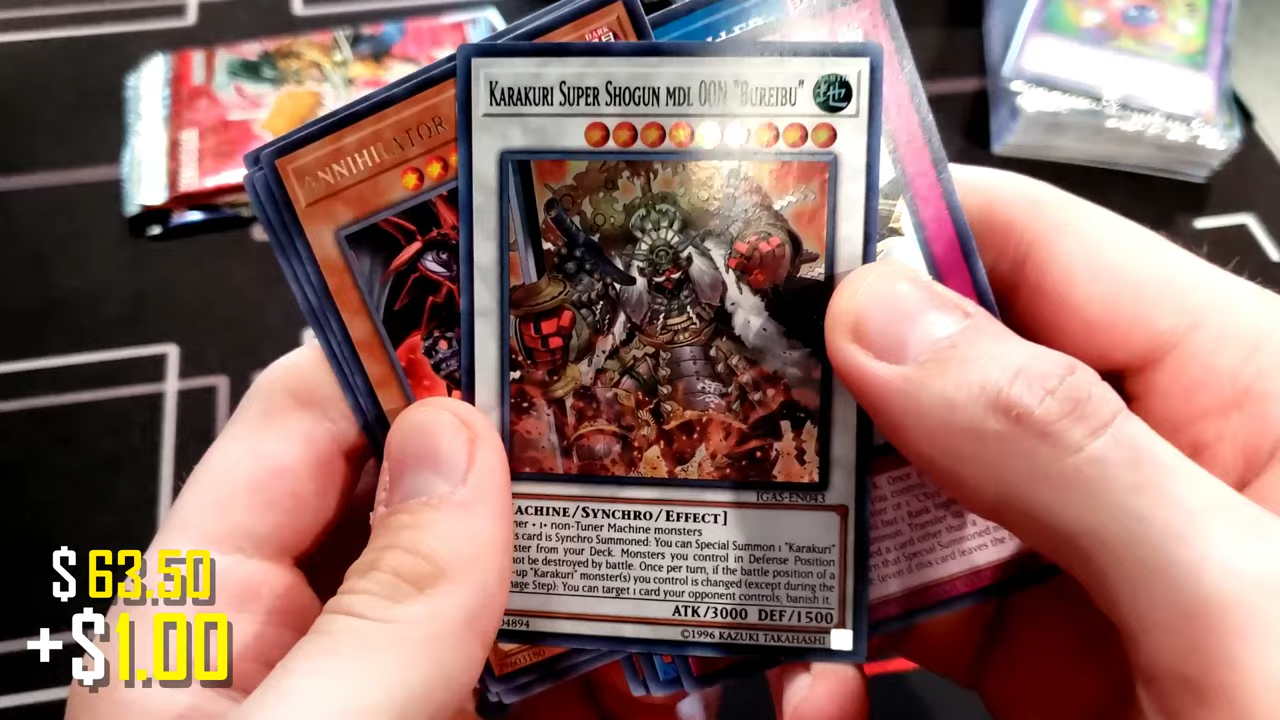 KARAKURI SUPER SHOGUN MDL 00N "BUREIBU"
ANNIHILATOR
DARK
IGAS-EN043
MACHINE/SYNCHRO/EFFECT]
• 1+ non-Tuner Machine monsters
card is Synchro Summoned: You can Special Summon 1 "Karakuri"
from your Deck. Monsters you control in Defense Position
be destroyed by battle. Once per turn, if the battle position of a
-up "Karakuri" monster(s) you control is changed (except during the
Step): You can target 1 card your opponent controls; banish it.
ATK/3000 DEF/1500
04894
©1996 KAZUKI TAKAHASHI
29603180
$ 63.50
+$1.00